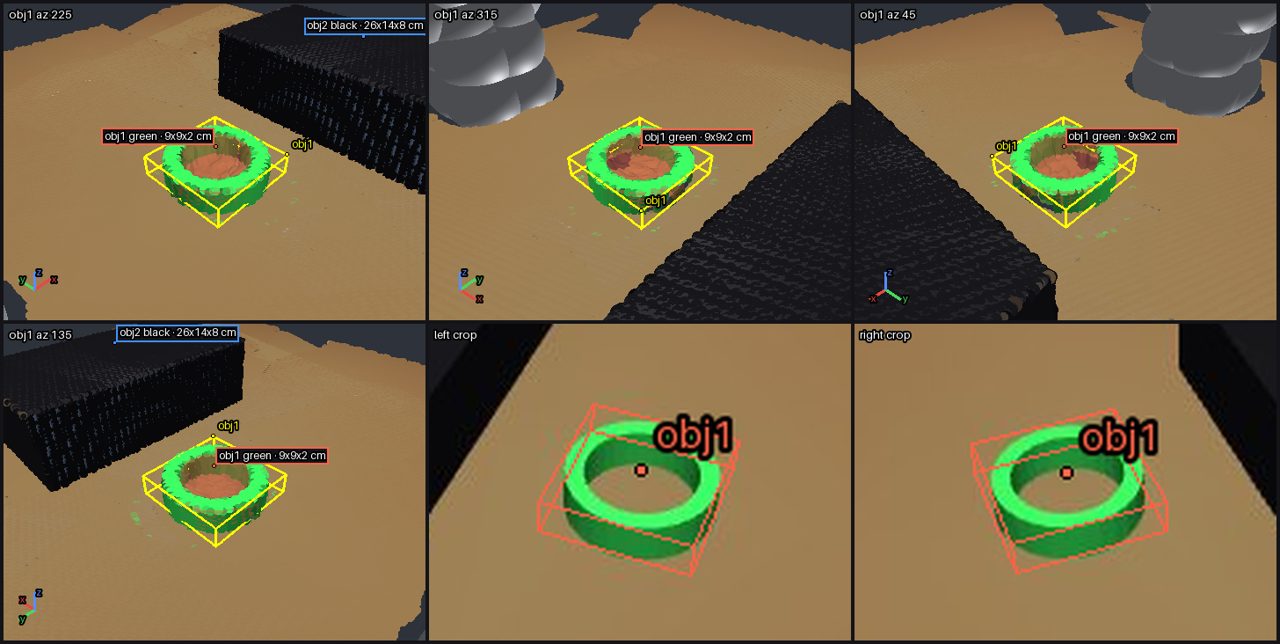 obj1 az 225
obj2 black · 26x14x8 cm
obj1 green · 9x9x2 cm
obj1
y
z
x
obj1 az 315
obj1 green · 9x9x2 cm
obj1
z
y
x
obj1 az 45
obj1 green · 9x9x2 cm
obj1
z
x
y
obj1 az 135
obj2 black · 26x14x8 cm
obj1
obj1 green · 9x9x2 cm
x
z
y
left crop
obj1
right crop
obj1